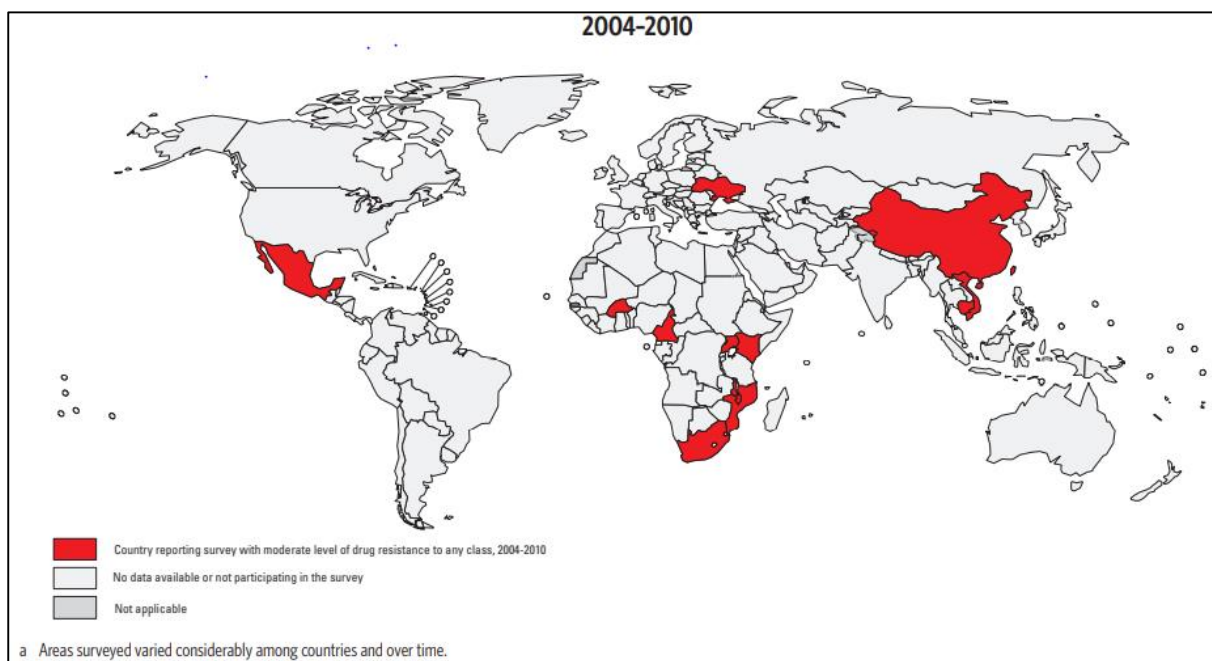 2004–2010
Country reporting survey with moderate level of drug resistance to any class, 2004-2010
No data available or not participating in the survey
Not applicable
a Areas surveyed varied considerably among countries and over time.